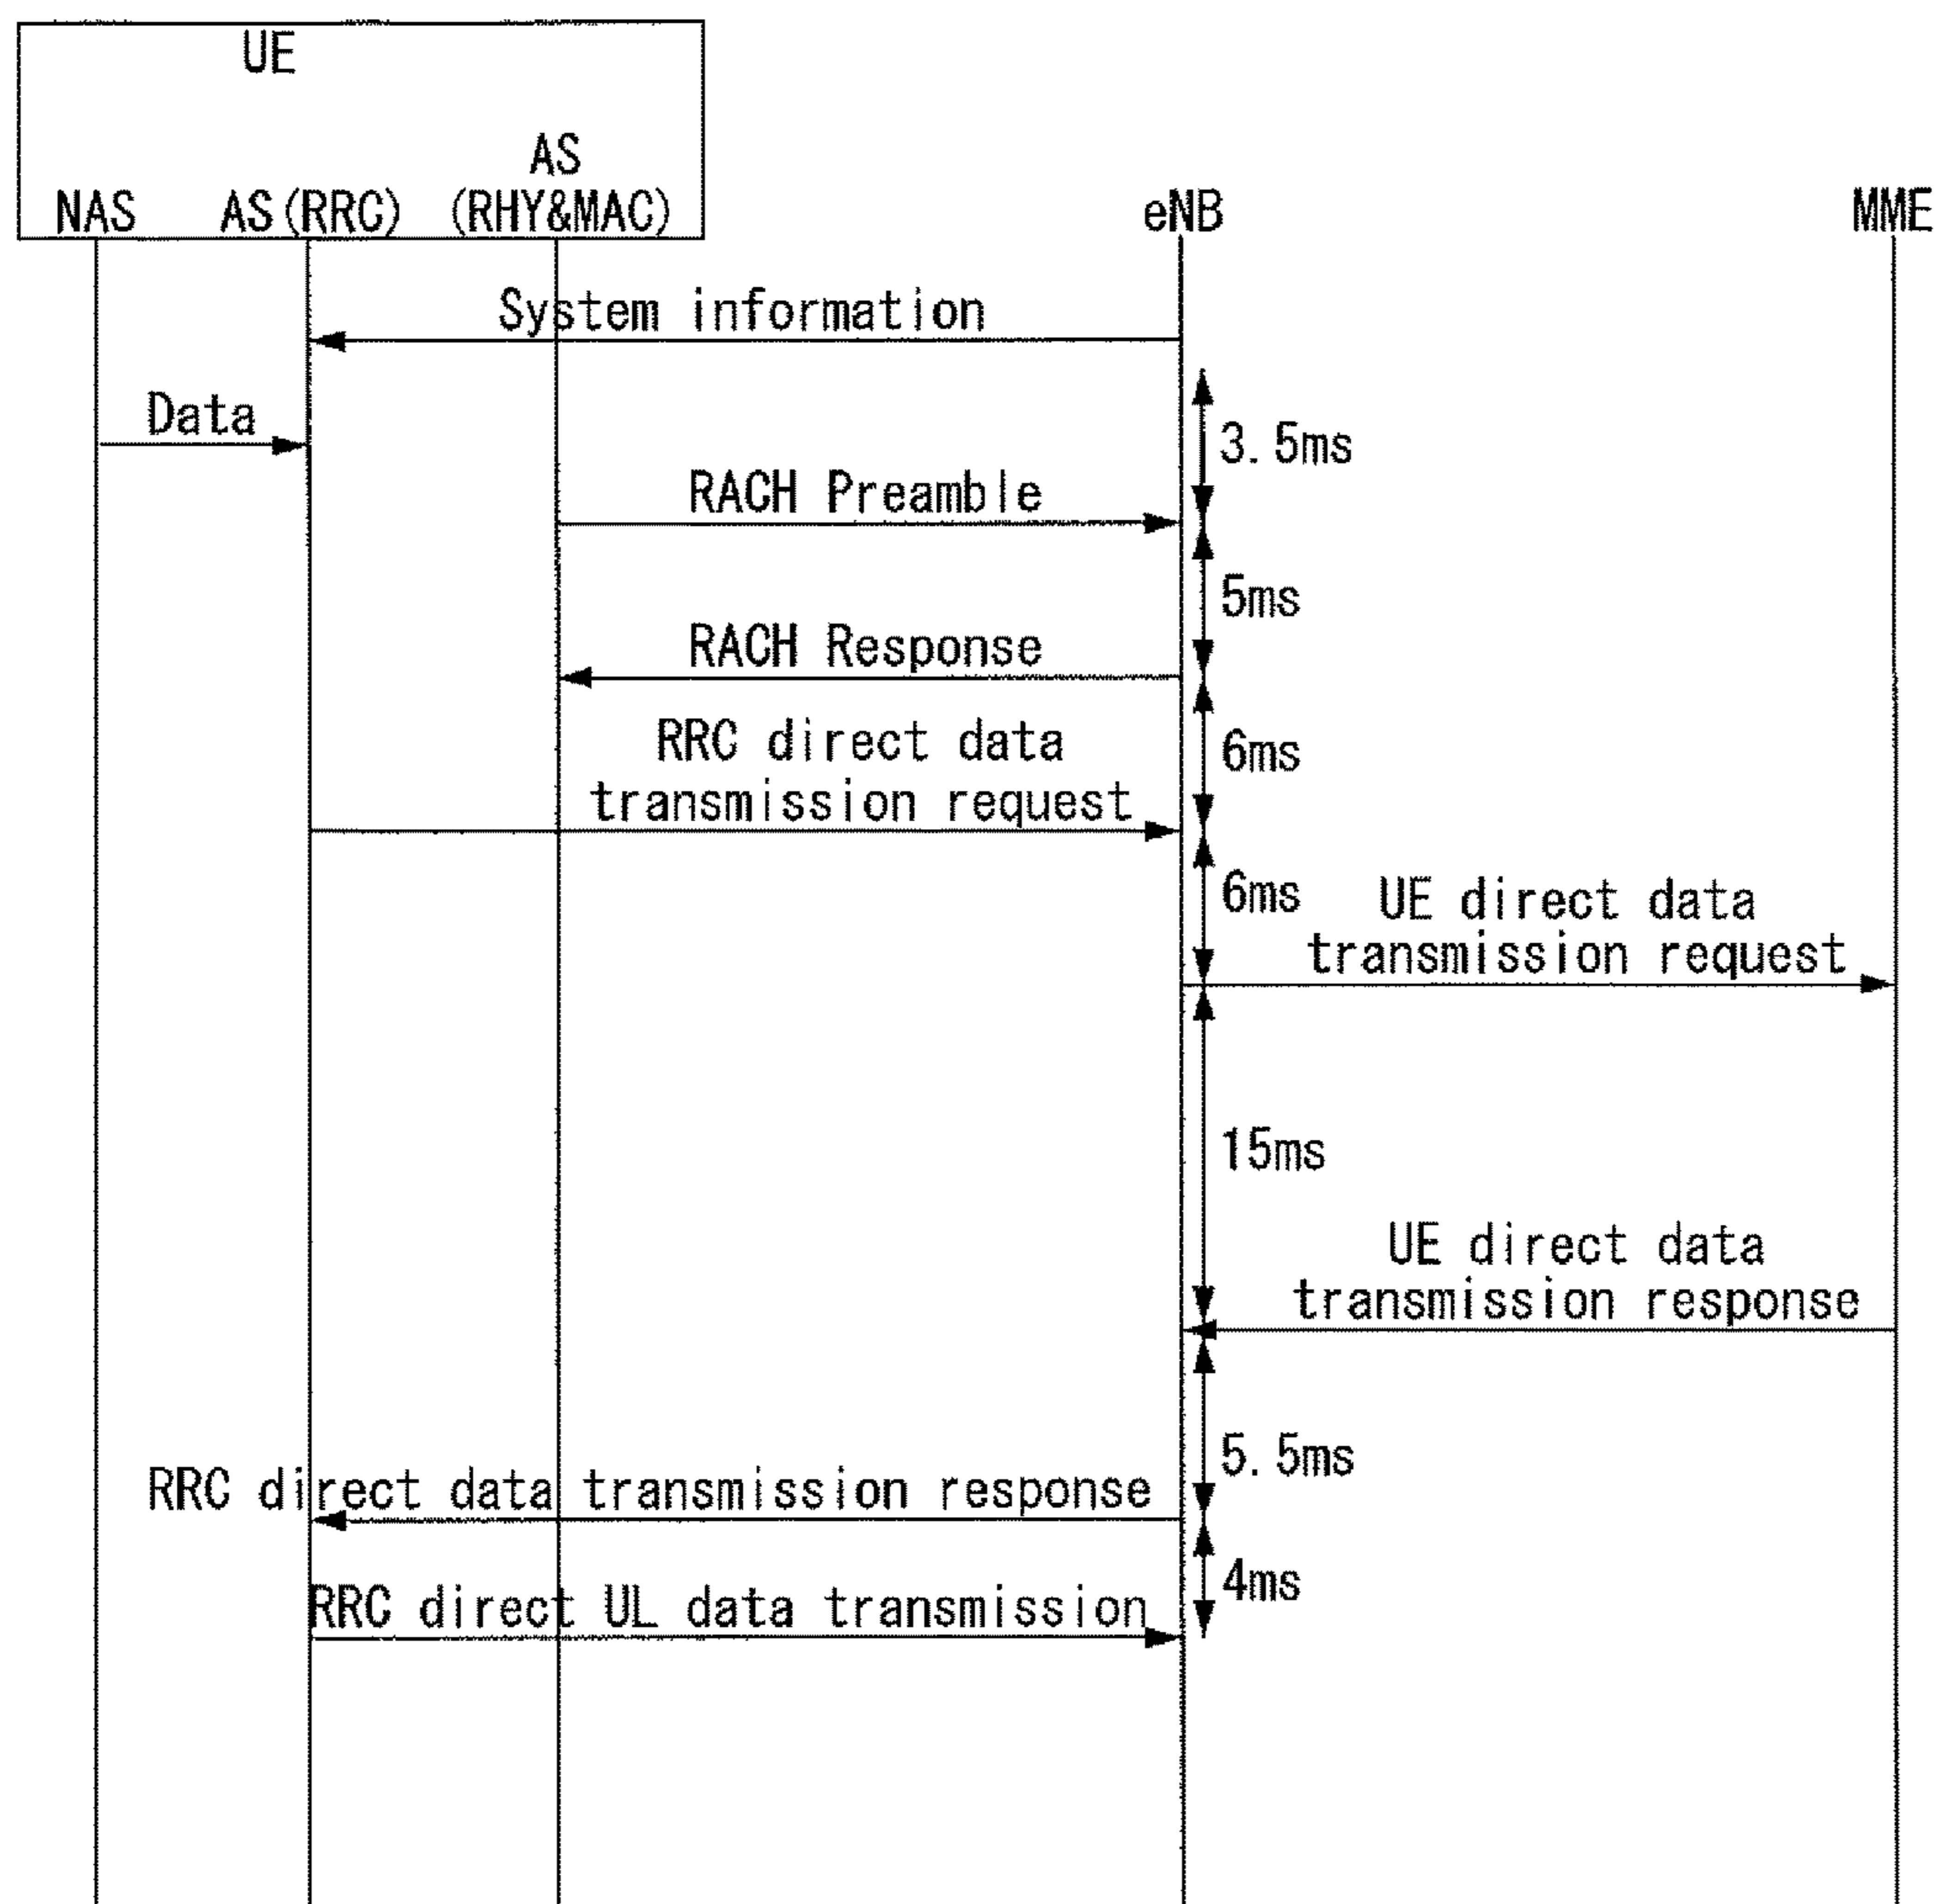 UE
AS
NAS AS(RRC) (RHY&MAC) eNB MME
System information
Data
3.5ms
RACH Preamble
5ms
RACH Response
RRC direct data
transmission request
6ms
6ms
UE direct data
transmission request
15ms
UE direct data
transmission response
5.5ms
RRC direct data transmission response
4ms
RRC direct UL data transmission